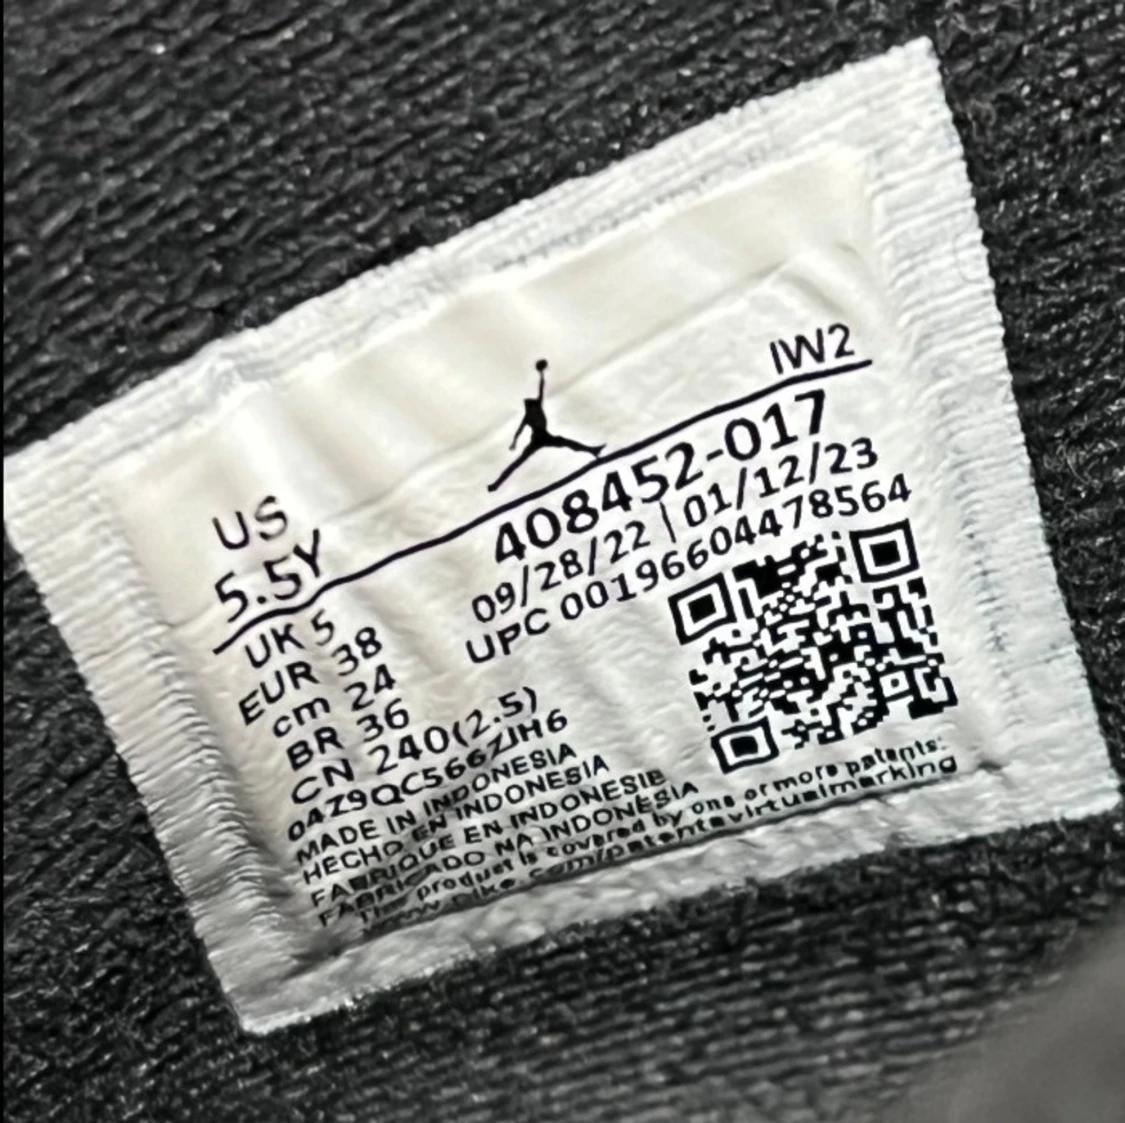 IW2
US
5.5Y
408452-017
09/28/22 | 01/12/23
UPC 00196604478564
UK 5
EUR 38
cm 24
BR 36
CN 240(2.5)
04Z9QC566ZJH6
MADE IN INDONESIA
HECHO EN INDONESIA
FABRIQUE EN INDONESIE
FABRICADO NA INDONÉSIA
The product is covered by one or more patents:
www.nike.com/patentsvirtualmarking